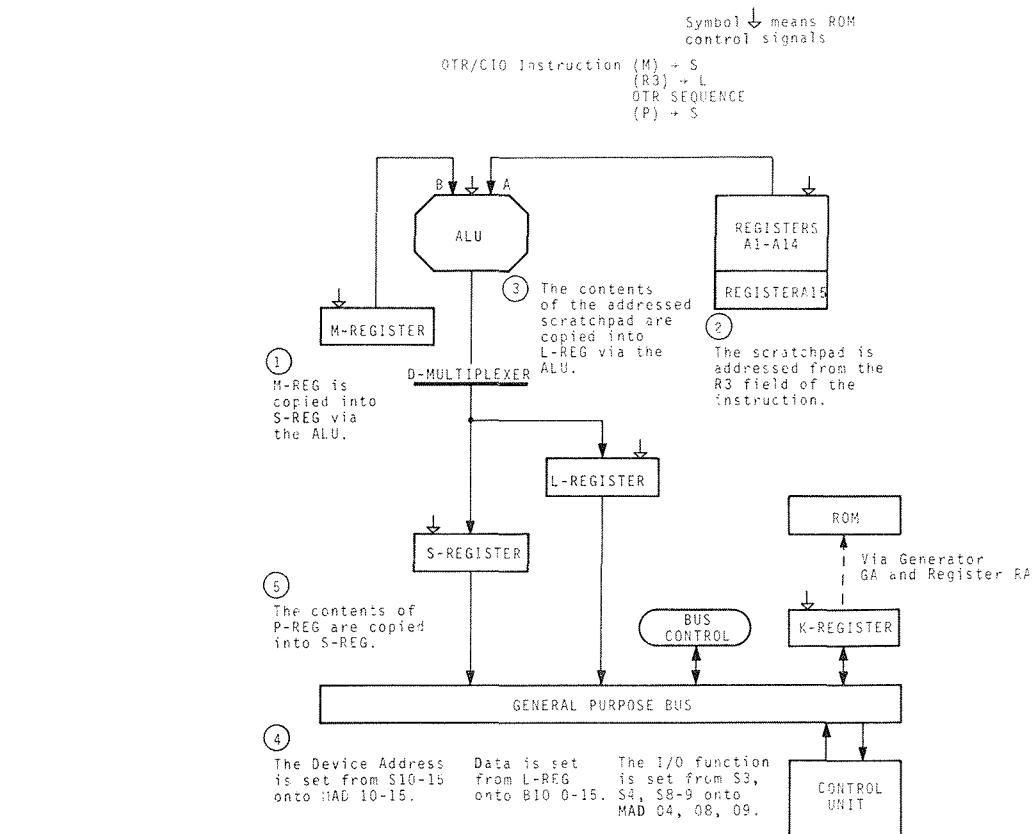 Symbol ↓ means ROM
control signals
OTR/CIO Instruction (M) → S
(R3) → L
OTR SEQUENCE
(P) → S
B
A
ALU
REGISTERS
A1-A14
REGISTERA15
M-REGISTER
3 The contents
of the addressed
scratchpad are
copied into
L-REG via the
ALU.
2
The scratchpad is
addressed from the
R3 field of the
instruction.
1
M-REG is
copied into
S-REG via
the ALU.
D-MULTIPLEXER
L-REGISTER
S-REGISTER
ROM
Via Generator
GA and Register RA
5
The contents of
P-REG are copied
into S-REG.
BUS
CONTROL
K-REGISTER
GENERAL PURPOSE BUS
4
The Device Address
is set from S10-15
onto MAD 10-15.
Data is set
from L-REG
onto BIO 0-15.
The I/O function
is set from S3,
S4, S8-9 onto
MAD 04, 08, 09.
CONTROL
UNIT